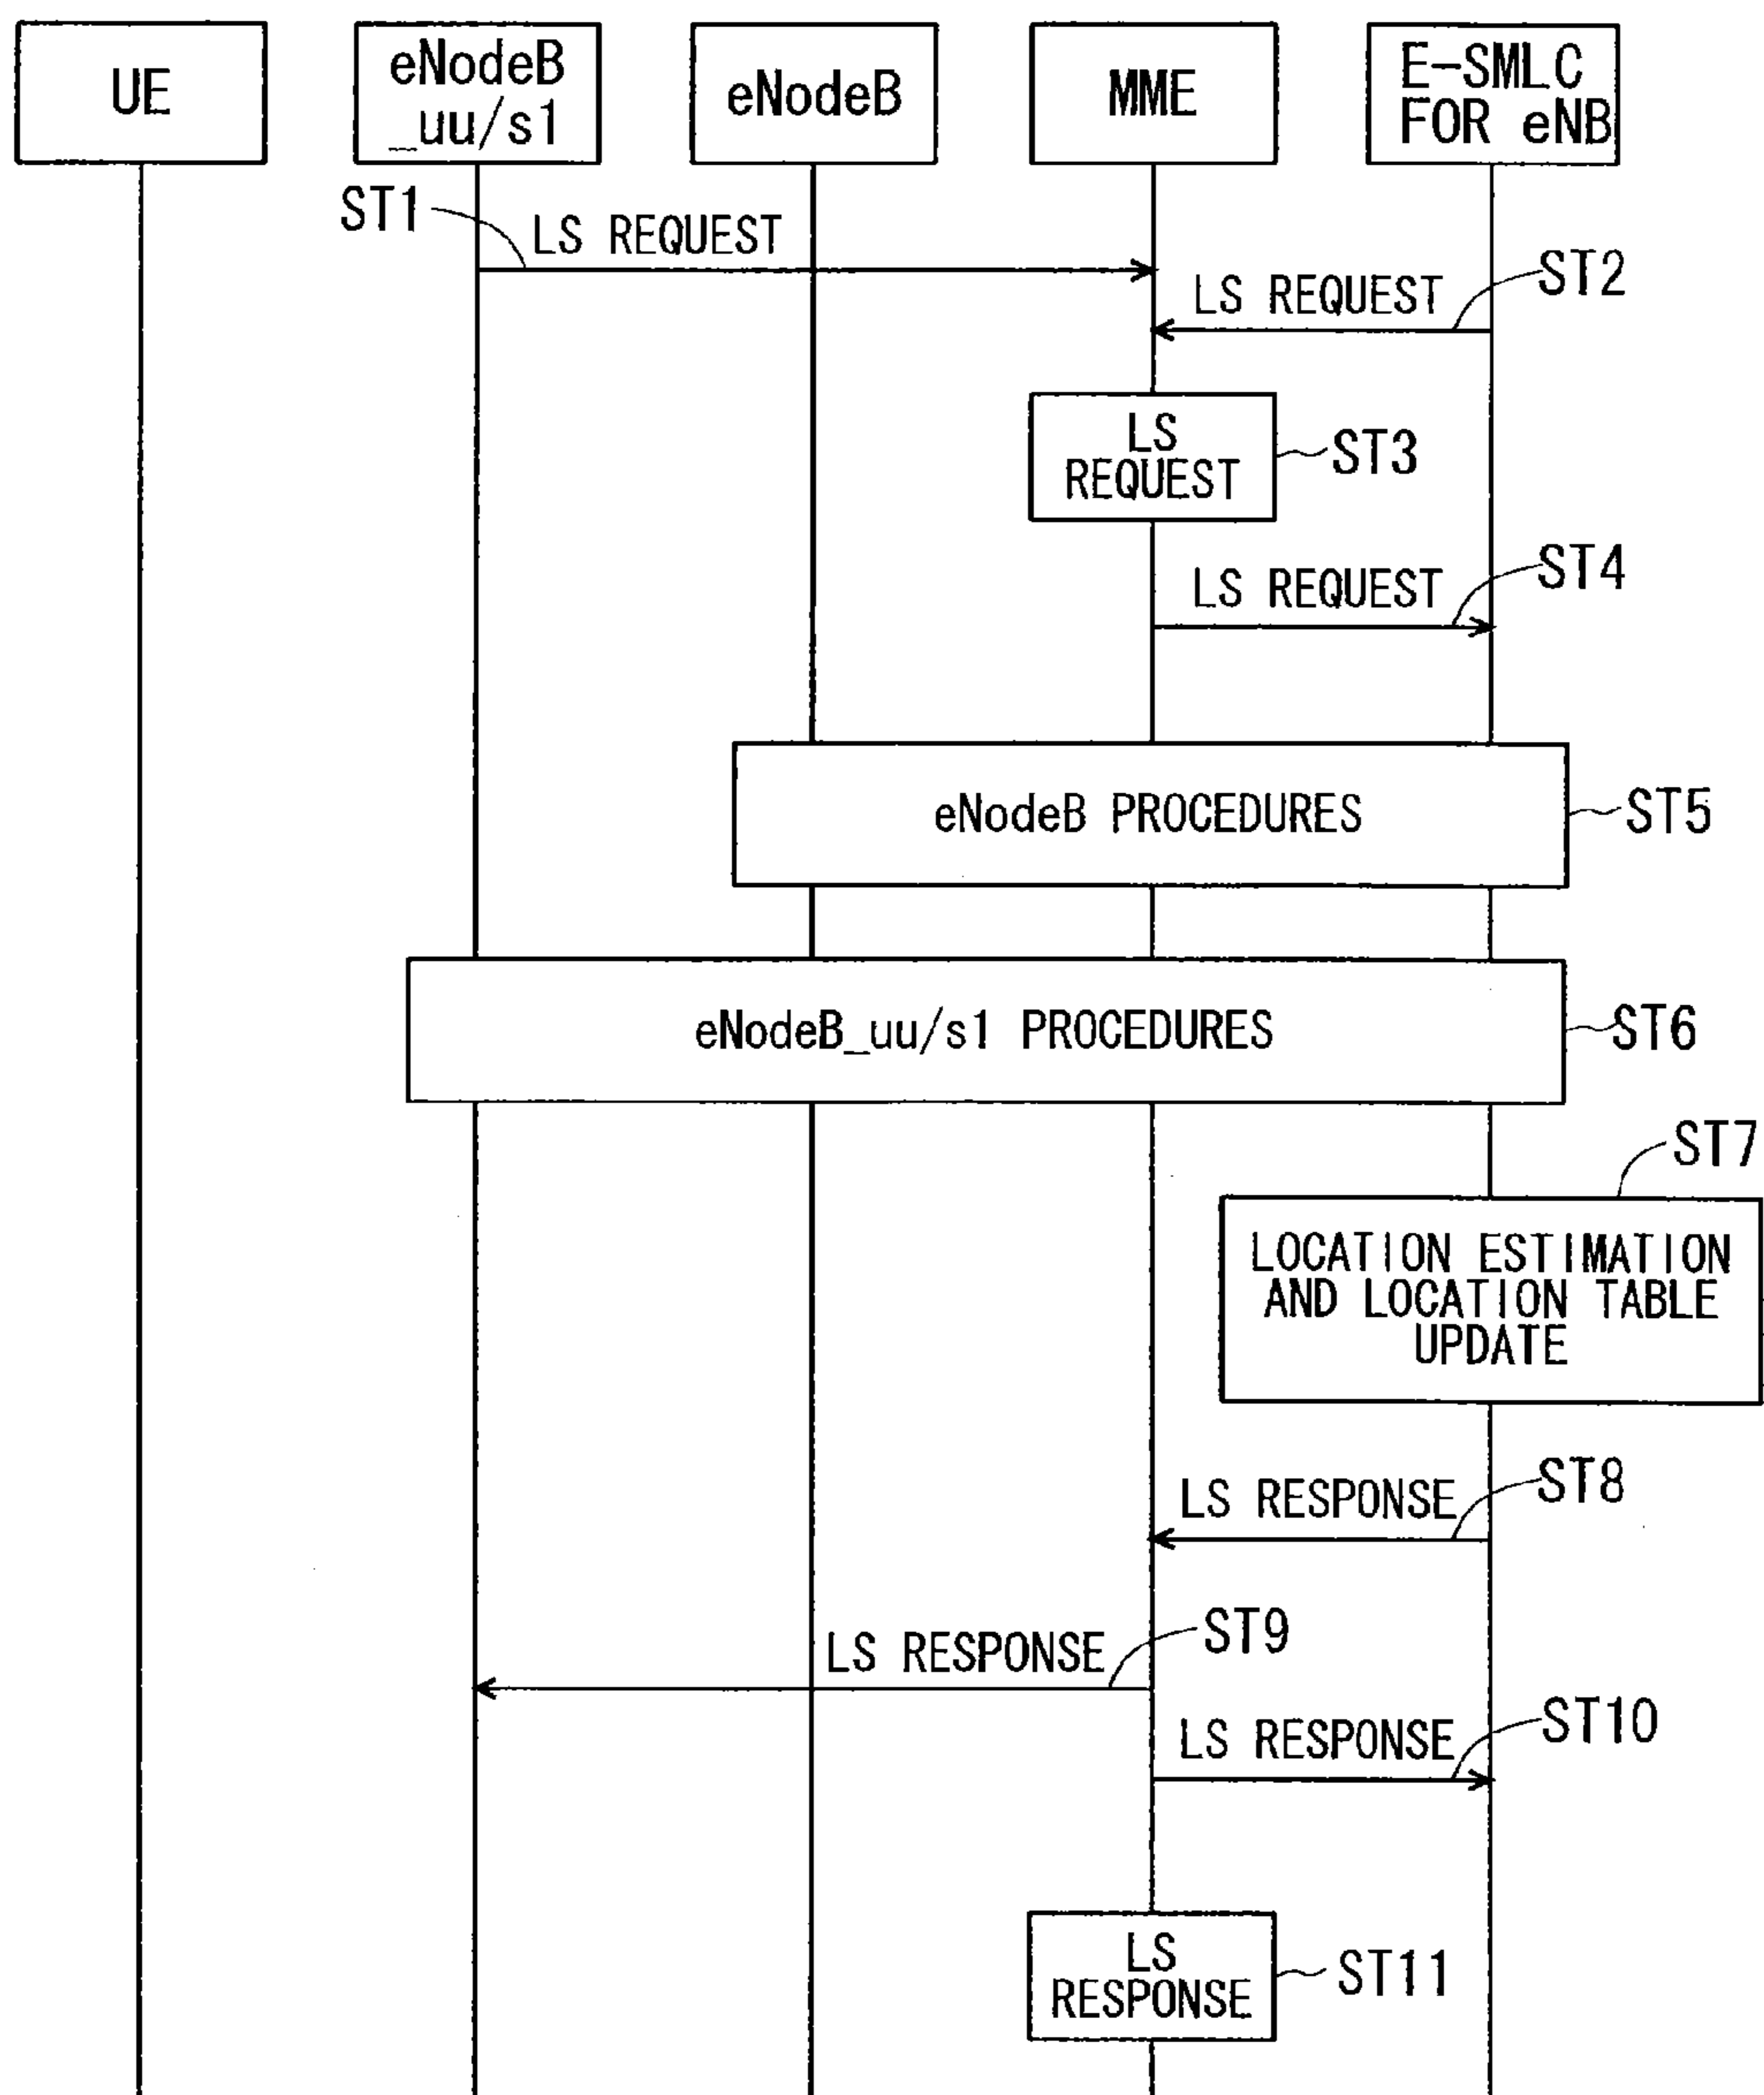 UE
eNodeB
_uu/s1
eNodeB
MME
E-SMLC
FOR eNB
ST1
LS REQUEST
LS REQUEST
ST2
LS
REQUEST
ST3
LS REQUEST
ST4
eNodeB PROCEDURES
ST5
eNodeB_uu/s1 PROCEDURES
ST6
ST7
LOCATION ESTIMATION
AND LOCATION TABLE
UPDATE
LS RESPONSE
ST8
LS RESPONSE
ST9
LS RESPONSE
ST10
LS
RESPONSE
ST11